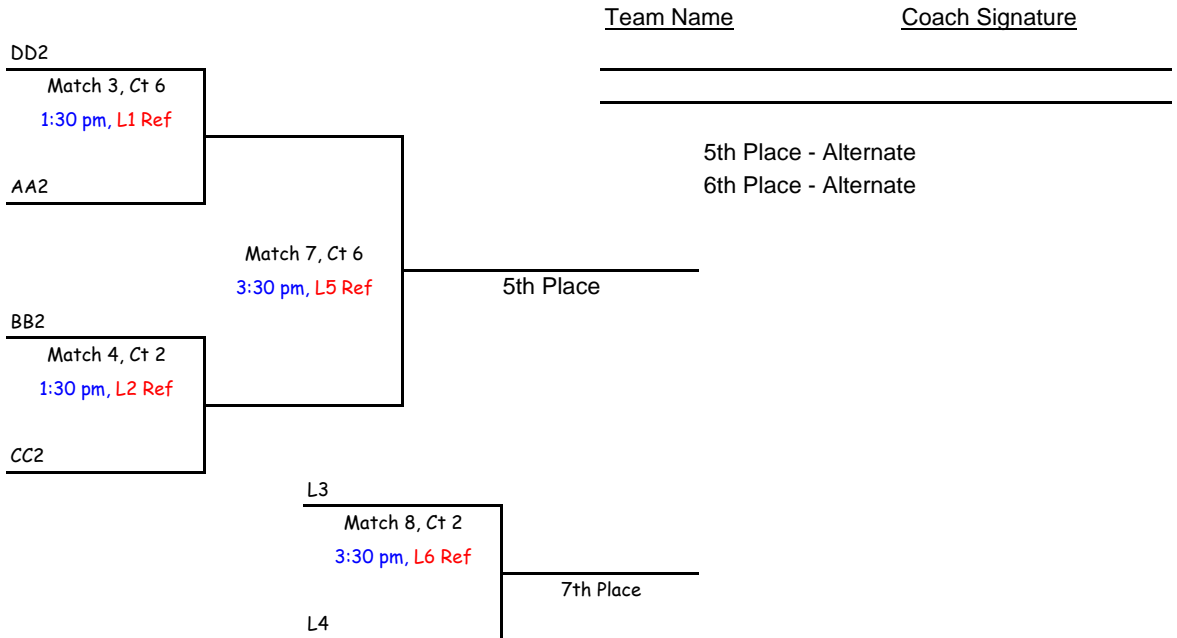 Team Name Coach Signature
DD2
Match 3, Ct 6
1:30 pm, L1 Ref
5th Place - Alternate
AA2
6th Place - Alternate
Match 7, Ct 6
3:30 pm, L5 Ref
5th Place
BB2
Match 4, Ct 2
1:30 pm, L2 Ref
CC2
L3
Match 8, Ct 2
3:30 pm, L6 Ref
7th Place
L4